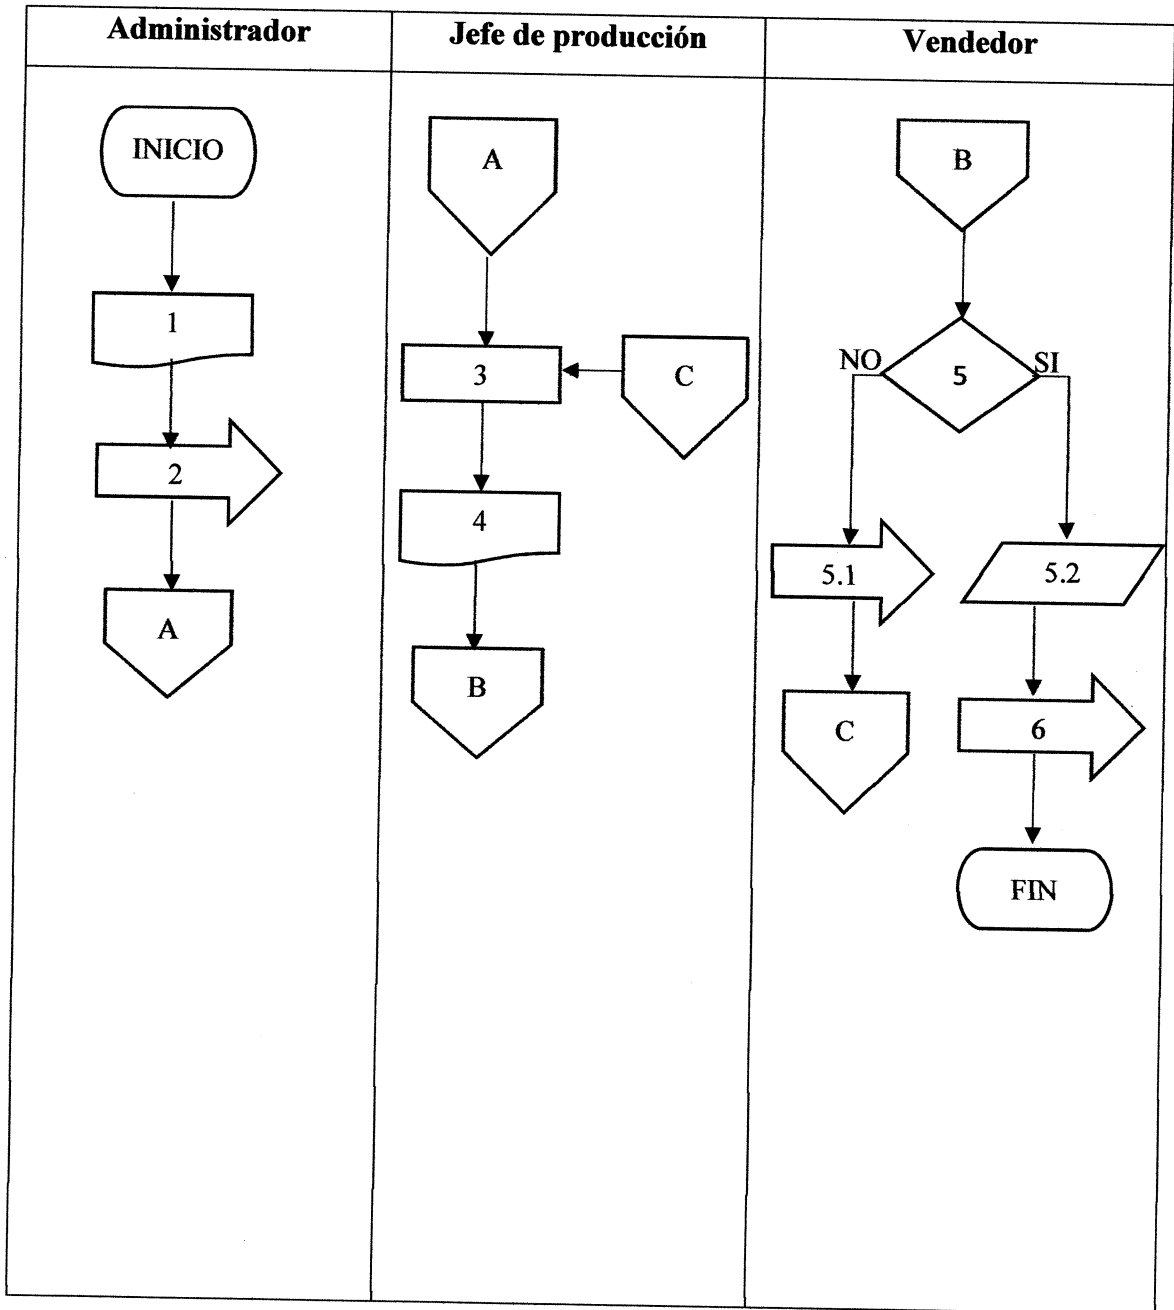 Administrador
Jefe de producción
Vendedor
INICIO
1
2
A
A
3
C
4
B
B
NO
5
SI
5.1
5.2
C
6
FIN